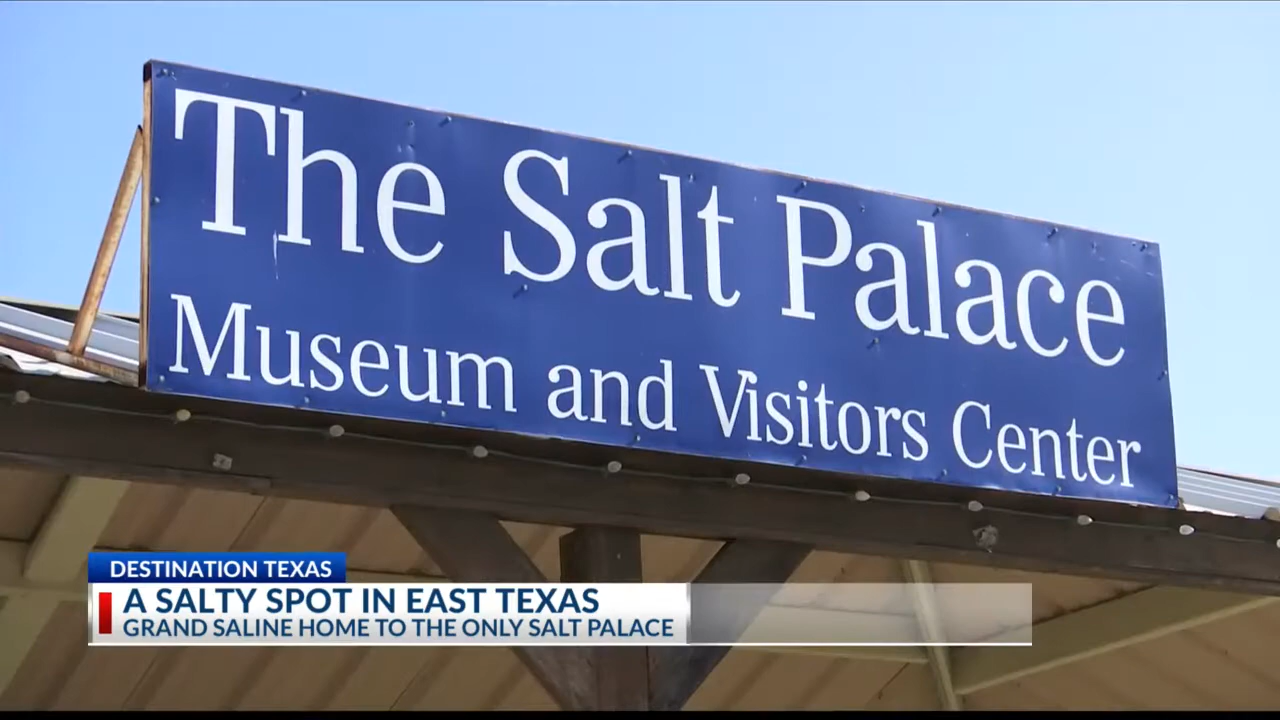 The Salt Palace
Museum and Visitors Center
DESTINATION TEXAS
A SALTY SPOT IN EAST TEXAS
GRAND SALINE HOME TO THE ONLY SALT PALACE